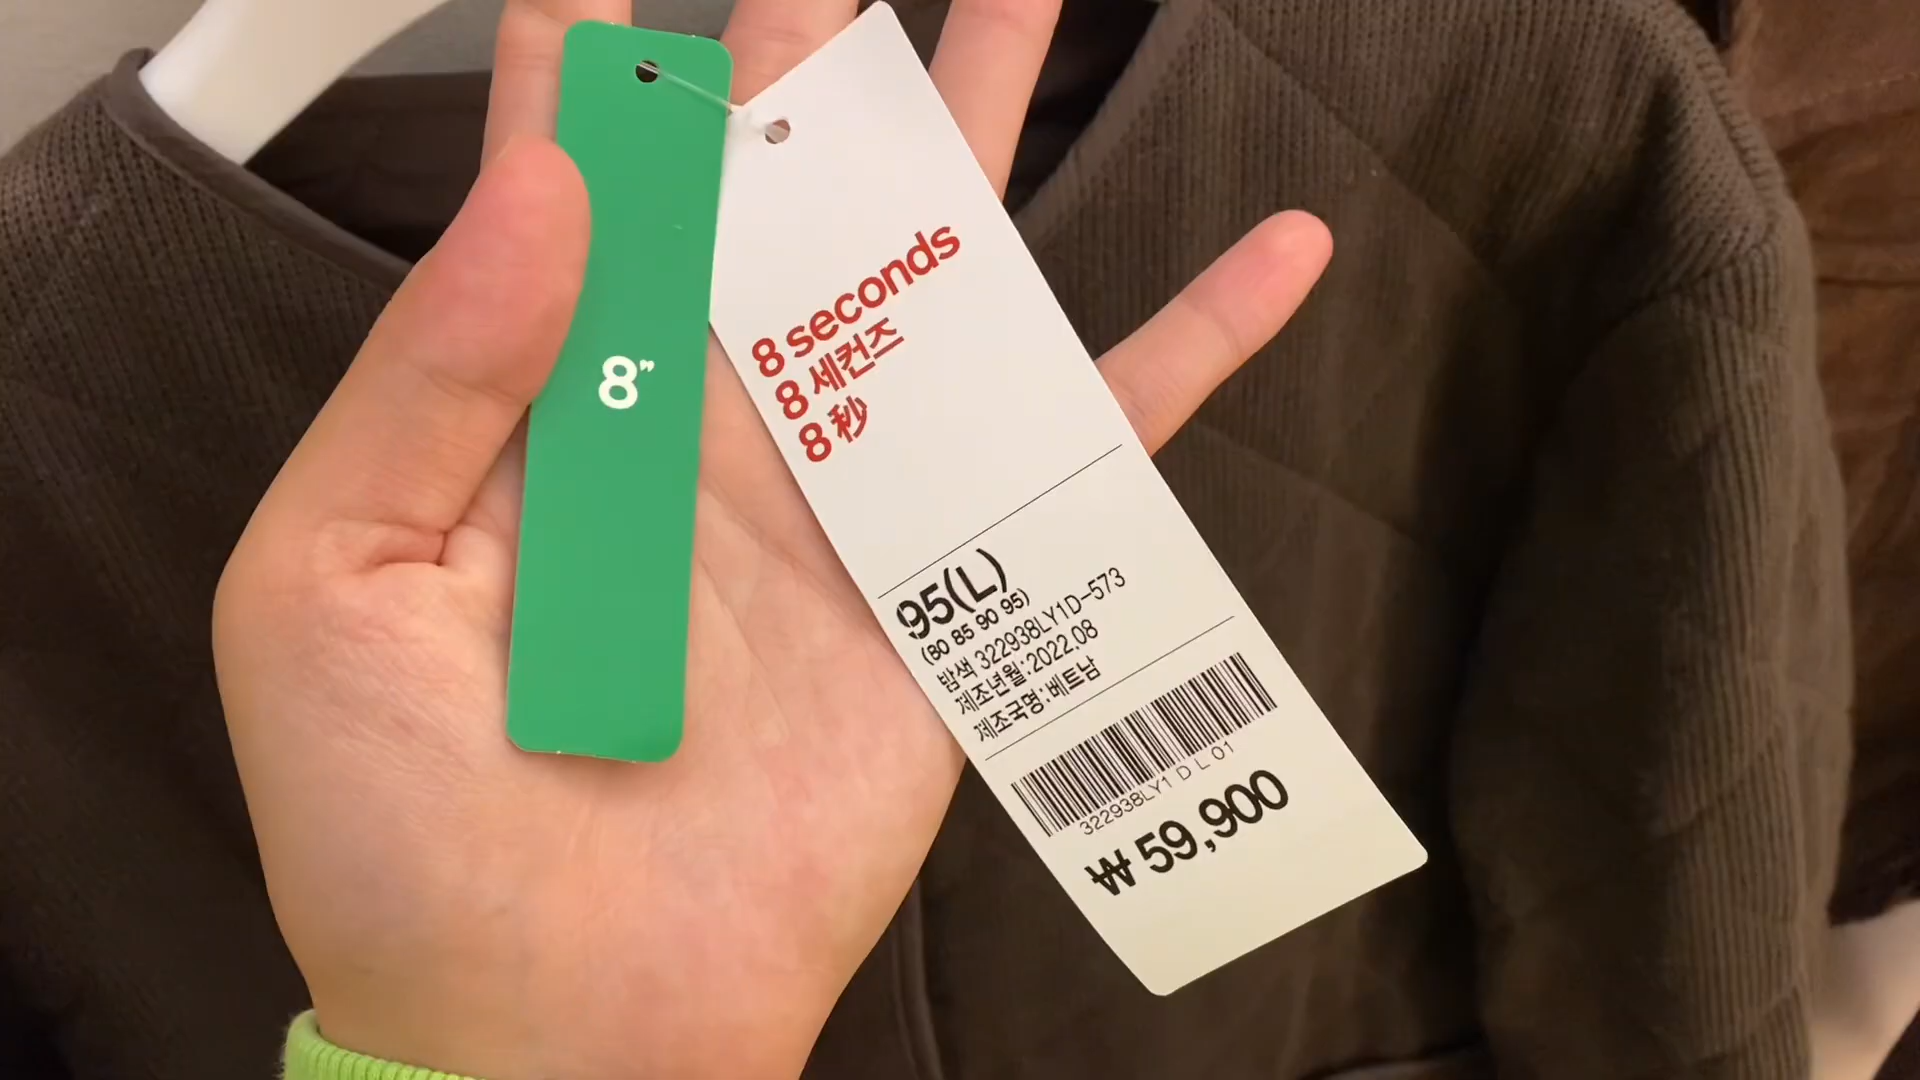 8”
8 seconds
8 세컨즈
8 秒
95(L)
(80 85 90 95)
밤색 322938LY1D-573
제조년월:2022.08
제조국명:베트남
322938LY1 D L 01
₩ 59,900